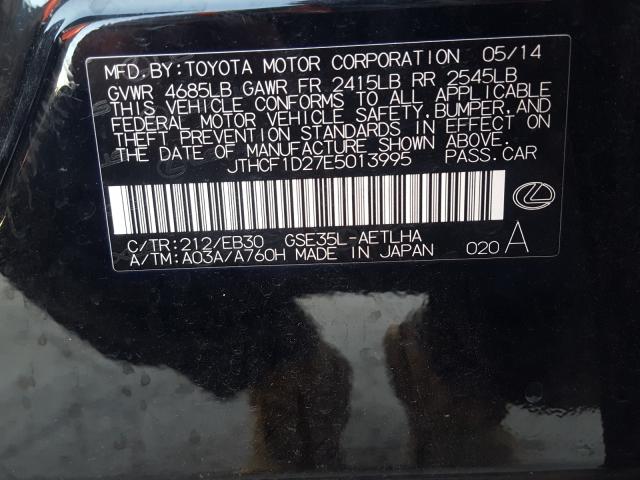 MFD.BY:TOYOTA MOTOR CORPORATION 05/14
GVWR 4685LB GAWR FR 2415LB RR 2545LB
THIS VEHICLE CONFORMS TO ALL APPLICABLE
FEDERAL MOTOR VEHICLE SAFETY,BUMPER,AND
THEFT PREVENTION STANDARDS IN EFFECT ON
THE DATE OF MANUFACTURE SHOWN ABOVE.
JTHCF1D27E5013995 PASS.CAR
C/TR:212/EB30 GSE35L-AETLHA
A/TM:A03A/A760H MADE IN JAPAN 020 A